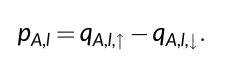 p_{A,l} = q_{A,l,↑} − q_{A,l,↓}.